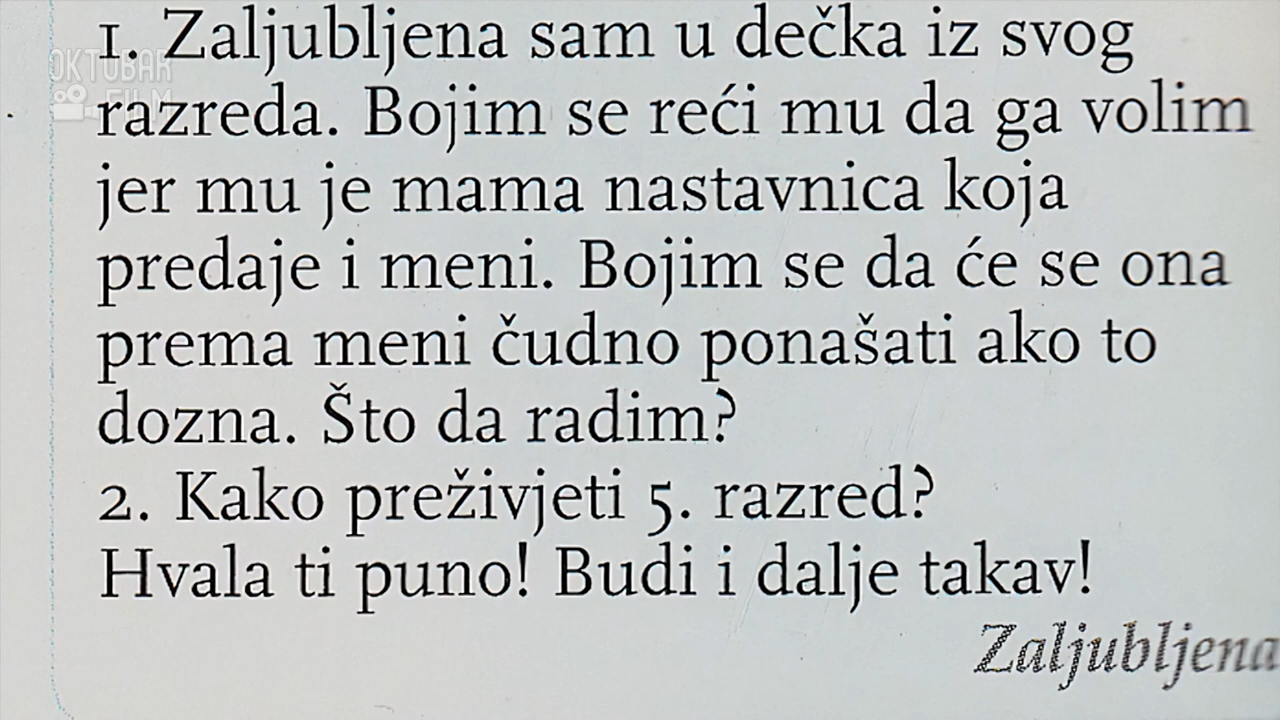 1. Zaljubljena sam u dečka iz svog
OKTOBAR
FILM
razreda. Bojim se reći mu da ga volim
jer mu je mama nastavnica koja
predaje i meni. Bojim se da će se ona
prema meni čudno ponašati ako to
dozna. Što da radim?
2. Kako preživjeti 5. razred?
Hvala ti puno! Budi i dalje takav!
Zaljubljena